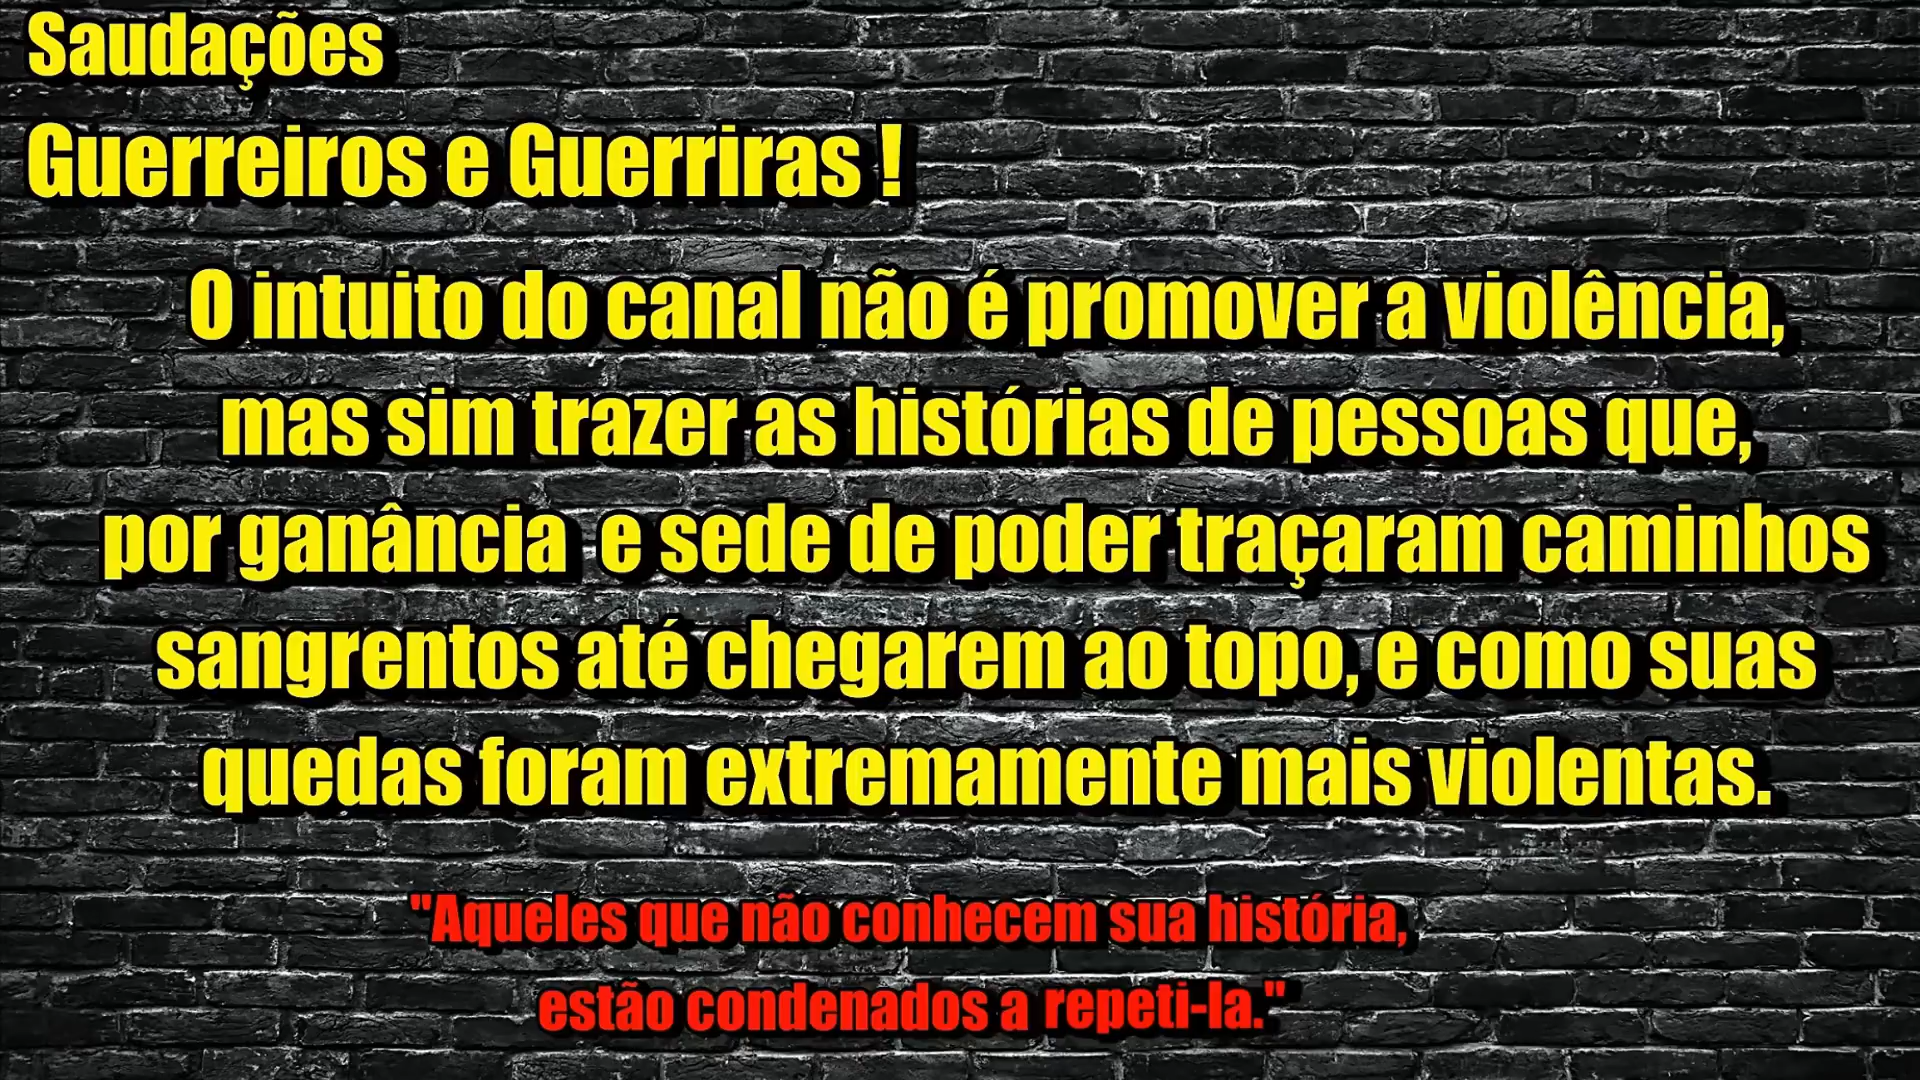 Saudações
Guerreiros e Guerriras !
O intuito do canal não é promover a violência,
mas sim trazer as histórias de pessoas que,
por ganância e sede de poder traçaram caminhos
sangrentos até chegarem ao topo, e como suas
quedas foram extremamente mais violentas.
"Aqueles que não conhecem sua história,
estão condenados a repeti-la."